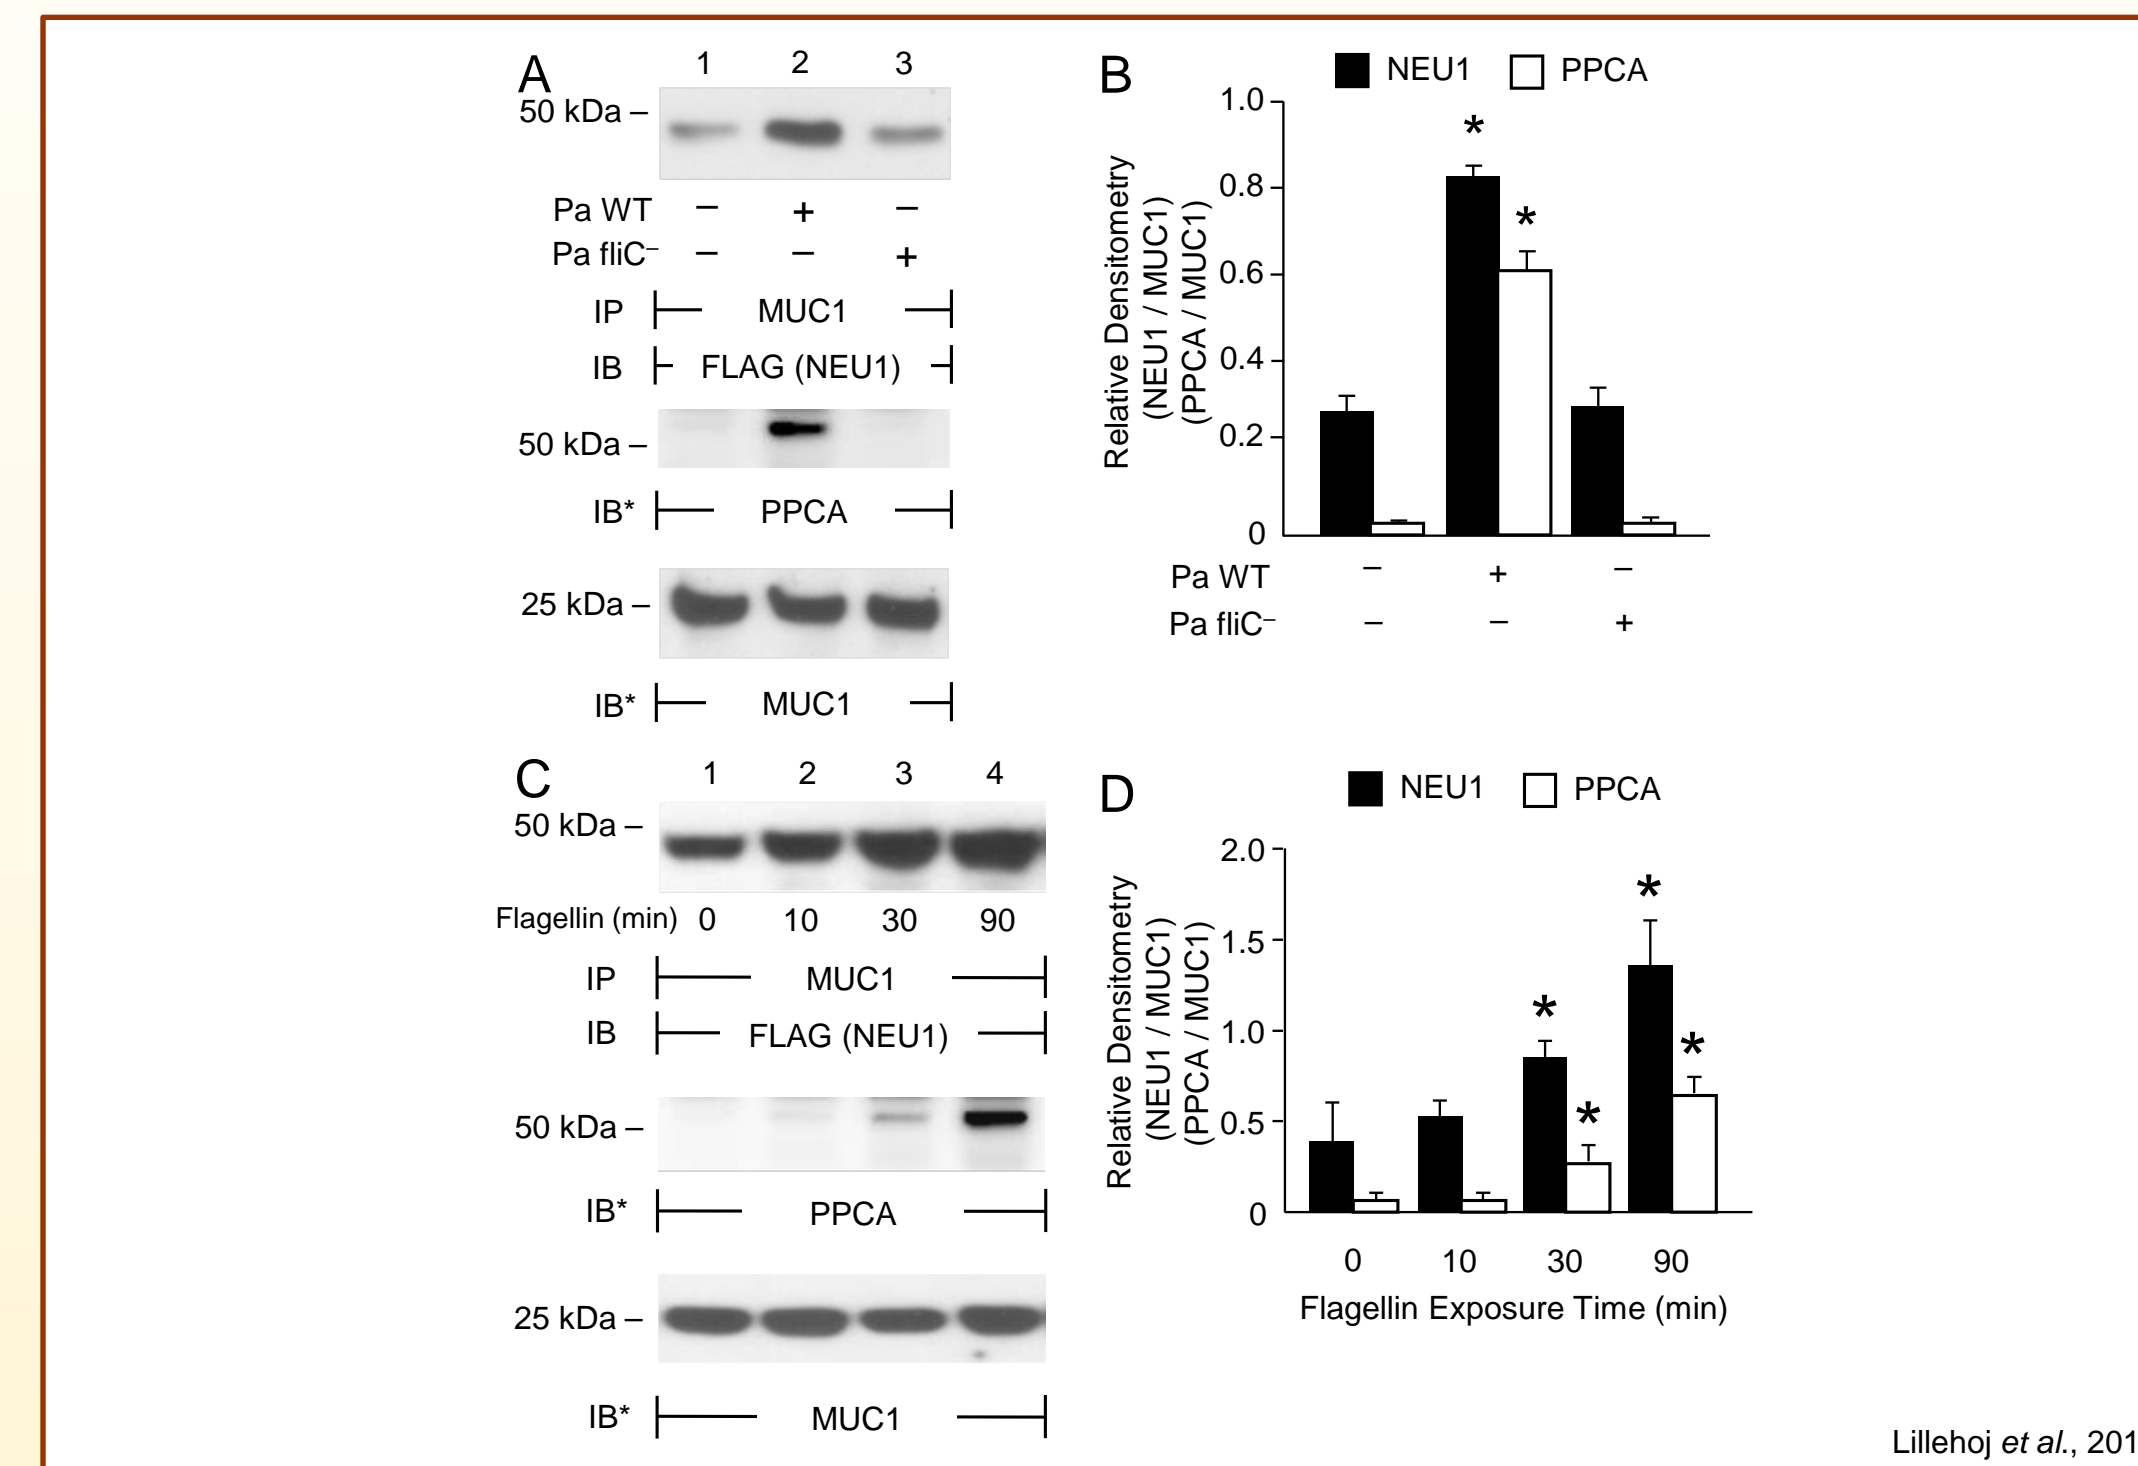 A
1 2 3
50 kDa –
Pa WT – + –
Pa fliC⁻ – – +
IP MUC1
IB FLAG (NEU1)
50 kDa –
IB* PPCA
25 kDa –
IB* MUC1
B
NEU1 PPCA
Relative Densitometry
(NEU1 / MUC1)
(PPCA / MUC1)
1.0
0.8
0.6
0.4
0.2
0
* *
Pa WT – + –
Pa fliC⁻ – – +
C
1 2 3 4
50 kDa –
Flagellin (min) 0 10 30 90
IP MUC1
IB FLAG (NEU1)
50 kDa –
IB* PPCA
25 kDa –
IB* MUC1
D
NEU1 PPCA
Relative Densitometry
(NEU1 / MUC1)
(PPCA / MUC1)
2.0
1.5
1.0
0.5
0
* * * *
0 10 30 90
Flagellin Exposure Time (min)
Lillehoj et al., 201